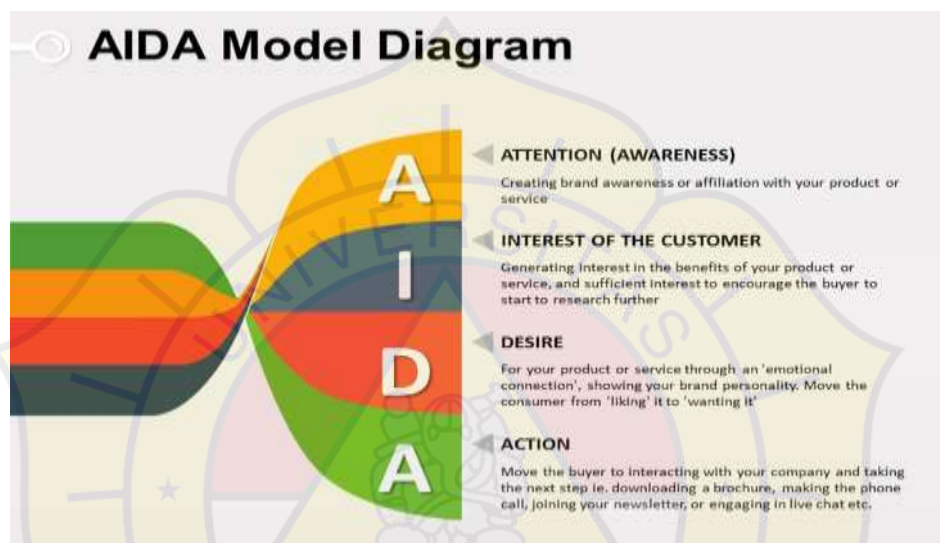 AIDA Model Diagram
A
ATTENTION (AWARENESS)
Creating brand awareness or affiliation with your product or
service
I
INTEREST OF THE CUSTOMER
Generating Interest in the benefits of your product or
service, and sufficient interest to encourage the buyer to
start to research further
D
DESIRE
For your product or service through an 'emotional
connection', showing your brand personality. Move the
consumer from 'liking' it to 'wanting it'
A
ACTION
Move the buyer to interacting with your company and taking
the next step ie. downloading a brochure, making the phone
call, joining your newsletter, or engaging in live chat etc.
UNIVERSITAS